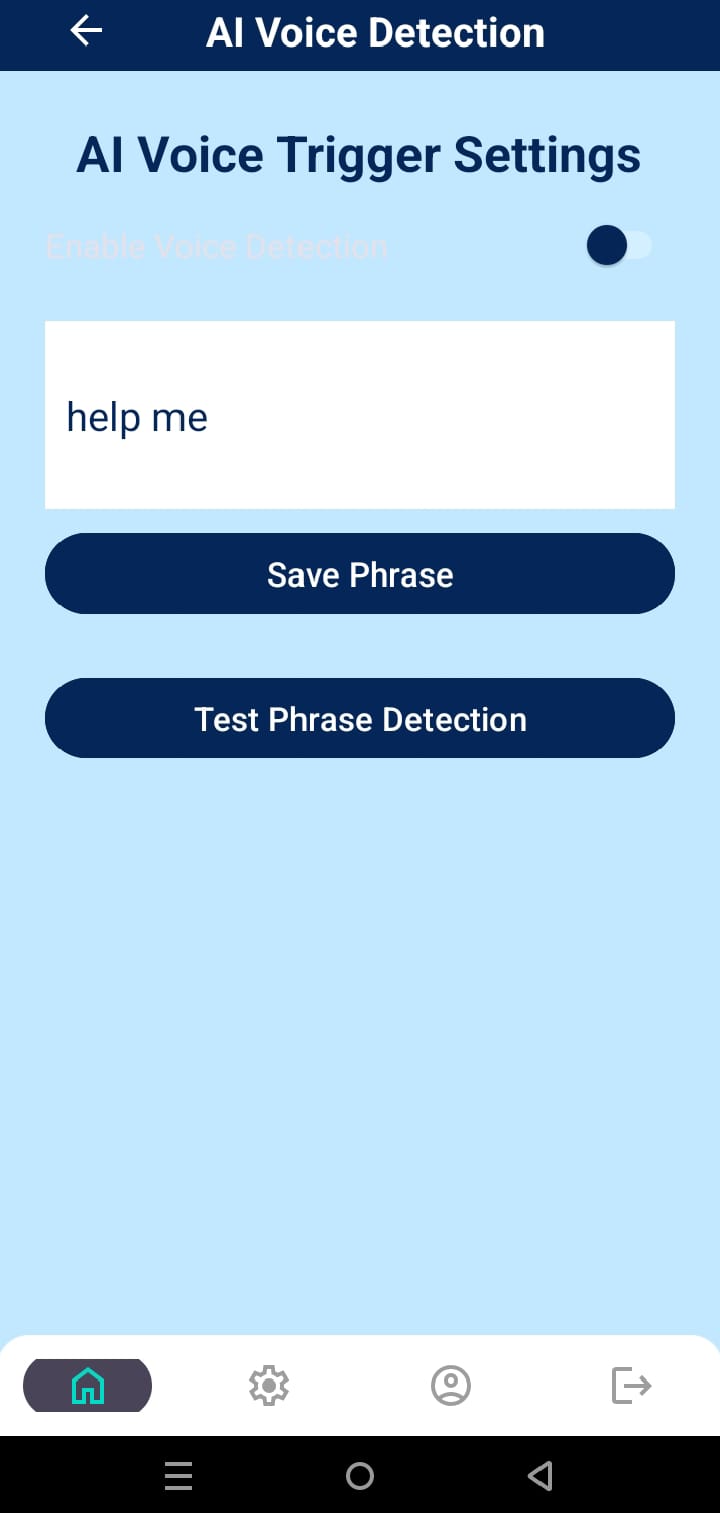 AI Voice Detection
AI Voice Trigger Settings
Enable Voice Detection
help me
Save Phrase
Test Phrase Detection